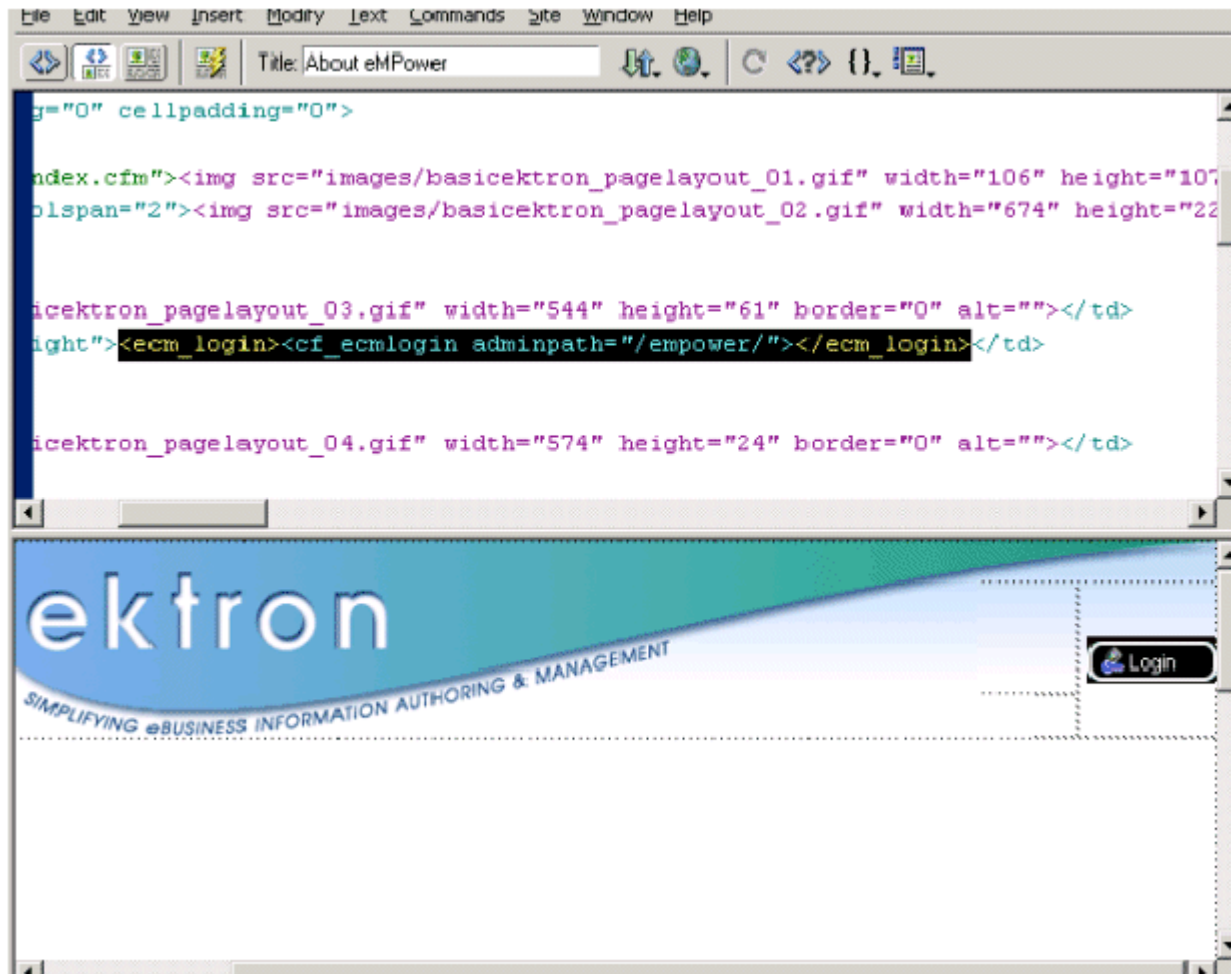 File Edit View Insert Modify Text Commands Site Window Help
Title: About eMPower
g="0" cellpadding="0">
ndex.cfm"><img src="images/basicektron_pagelayout_01.gif" width="106" height="107
olspan="2"><img src="images/basicektron_pagelayout_02.gif" width="674" height="22
icektron_pagelayout_03.gif" width="544" height="61" border="0" alt=""></td>
ight"><ecm_login><cf_ecmlogin adminpath="/empower/"></ecm_login></td>
icektron_pagelayout_04.gif" width="574" height="24" border="0" alt=""></td>
ektron
SIMPLIFYING eBUSINESS INFORMATION AUTHORING & MANAGEMENT
Login